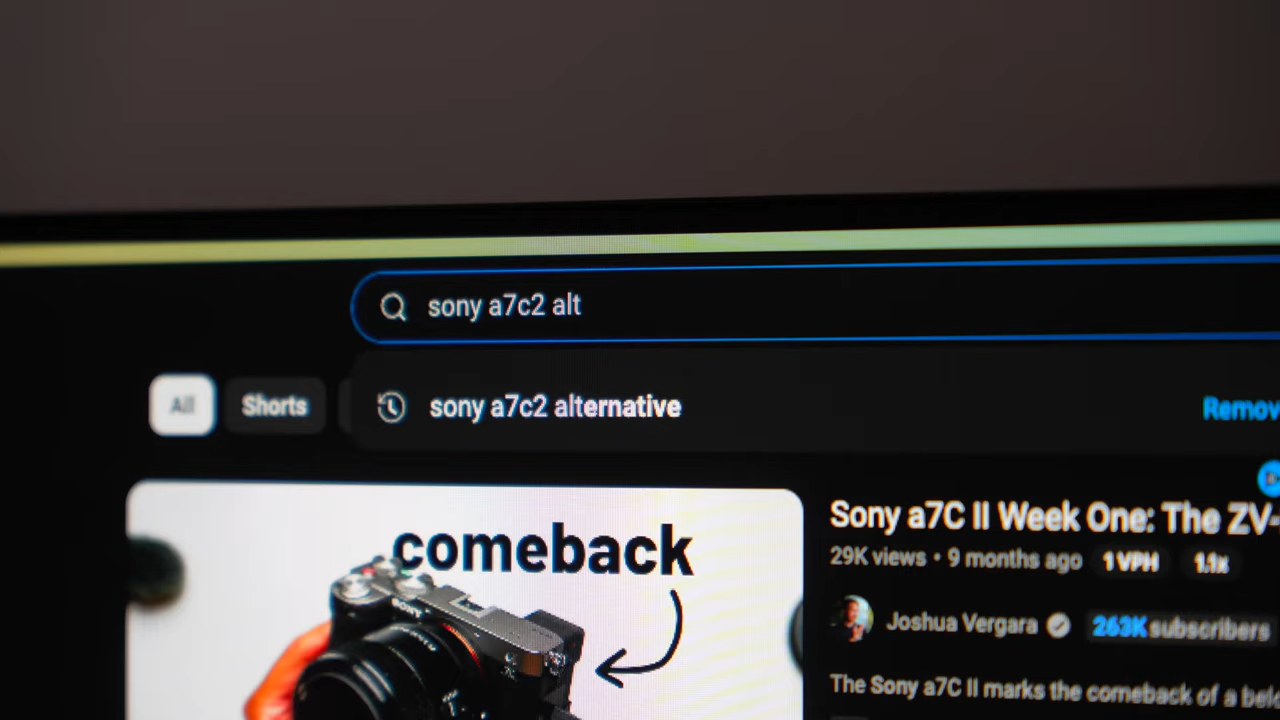 sony a7c2 alt
All
Shorts
sony a7c2 alternative
Remov
comeback
SONY
Sony a7C II Week One: The ZV-
29K views • 9 months ago 1 VPH 1.1x
Joshua Vergara 263K subscribers
The Sony a7C II marks the comeback of a bel